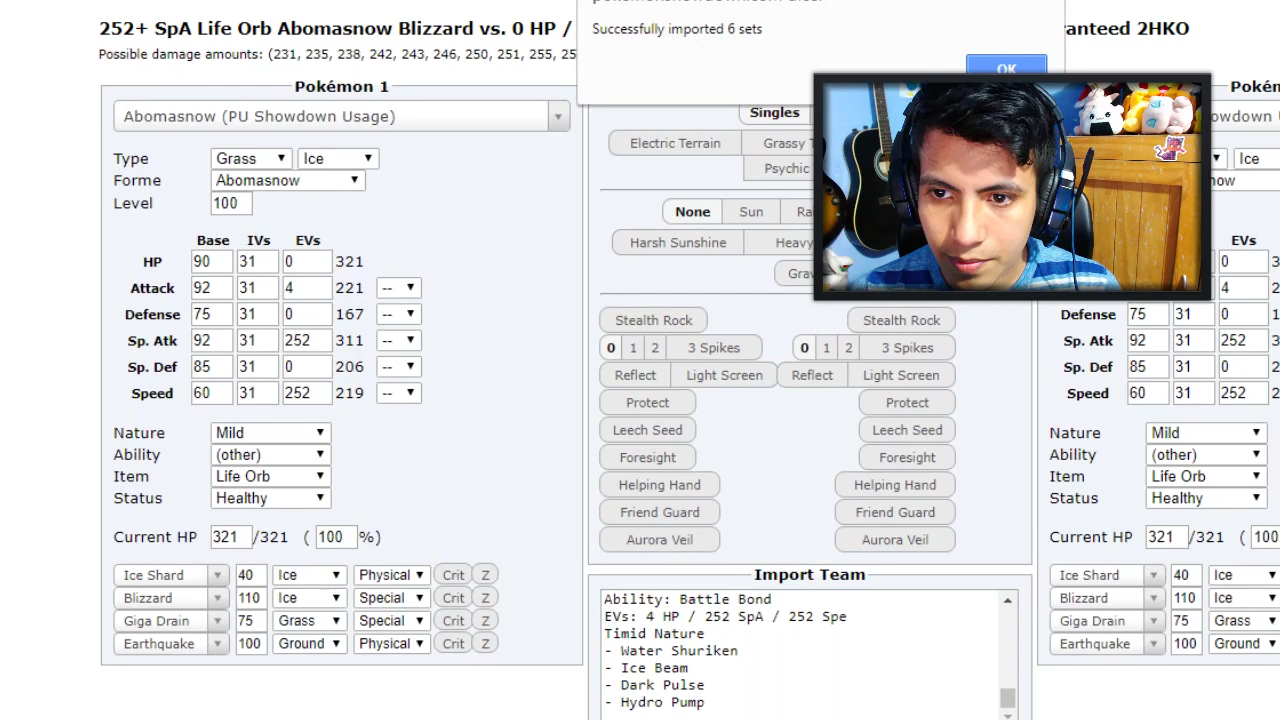 252+ SpA Life Orb Abomasnow Blizzard vs. 0 HP /
Possible damage amounts: (231, 235, 238, 242, 243, 246, 250, 251, 255, 25
Successfully imported 6 sets
OK
ranteed 2HKO
Pokémon 1
Abomasnow (PU Showdown Usage)
Type Grass Ice
Forme Abomasnow
Level 100
Base IVs EVs
HP 90 31 0 321
Attack 92 31 4 221 --
Defense 75 31 0 167 --
Sp. Atk 92 31 252 311 --
Sp. Def 85 31 0 206 --
Speed 60 31 252 219 --
Nature Mild
Ability (other)
Item Life Orb
Status Healthy
Current HP 321 /321 ( 100 %)
Ice Shard 40 Ice Physical Crit Z
Blizzard 110 Ice Special Crit Z
Giga Drain 75 Grass Special Crit Z
Earthquake 100 Ground Physical Crit Z
Singles
Electric Terrain Grassy T
Psychic
None Sun Ra
Harsh Sunshine Heavy
Grav
Stealth Rock Stealth Rock
0 1 2 3 Spikes 0 1 2 3 Spikes
Reflect Light Screen Reflect Light Screen
Protect Protect
Leech Seed Leech Seed
Foresight Foresight
Helping Hand Helping Hand
Friend Guard Friend Guard
Aurora Veil Aurora Veil
Import Team
Ability: Battle Bond
EVs: 4 HP / 252 SpA / 252 Spe
Timid Nature
- Water Shuriken
- Ice Beam
- Dark Pulse
- Hydro Pump
Pokén
owdown U
Ice
now
EVs
0 3
4 2
Defense 75 31 0 1
Sp. Atk 92 31 252 3
Sp. Def 85 31 0 2
Speed 60 31 252 2
Nature Mild
Ability (other)
Item Life Orb
Status Healthy
Current HP 321 /321 ( 100
Ice Shard 40 Ice
Blizzard 110 Ice
Giga Drain 75 Grass
Earthquake 100 Ground